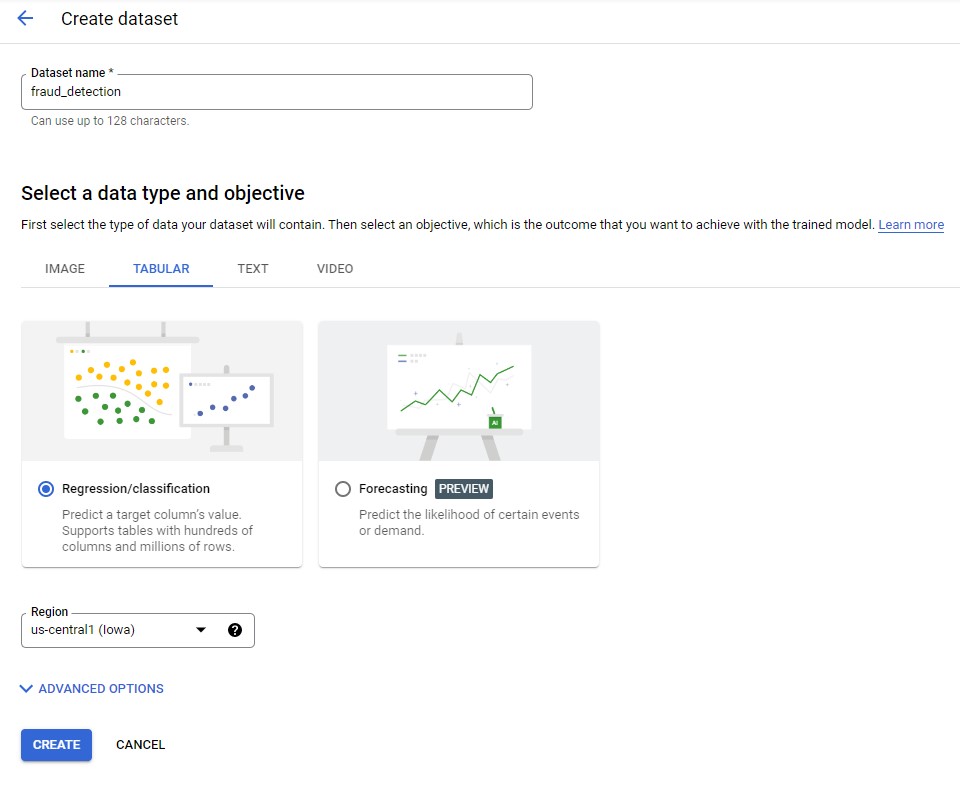 Create dataset
Dataset name *
fraud_detection
Can use up to 128 characters.
Select a data type and objective
First select the type of data your dataset will contain. Then select an objective, which is the outcome that you want to achieve with the trained model. Learn more
IMAGE
TABULAR
TEXT
VIDEO
AI
Regression/classification
Predict a target column's value.
Supports tables with hundreds of
columns and millions of rows.
Forecasting PREVIEW
Predict the likelihood of certain events
or demand.
Region
us-central1 (Iowa)
ADVANCED OPTIONS
CREATE
CANCEL